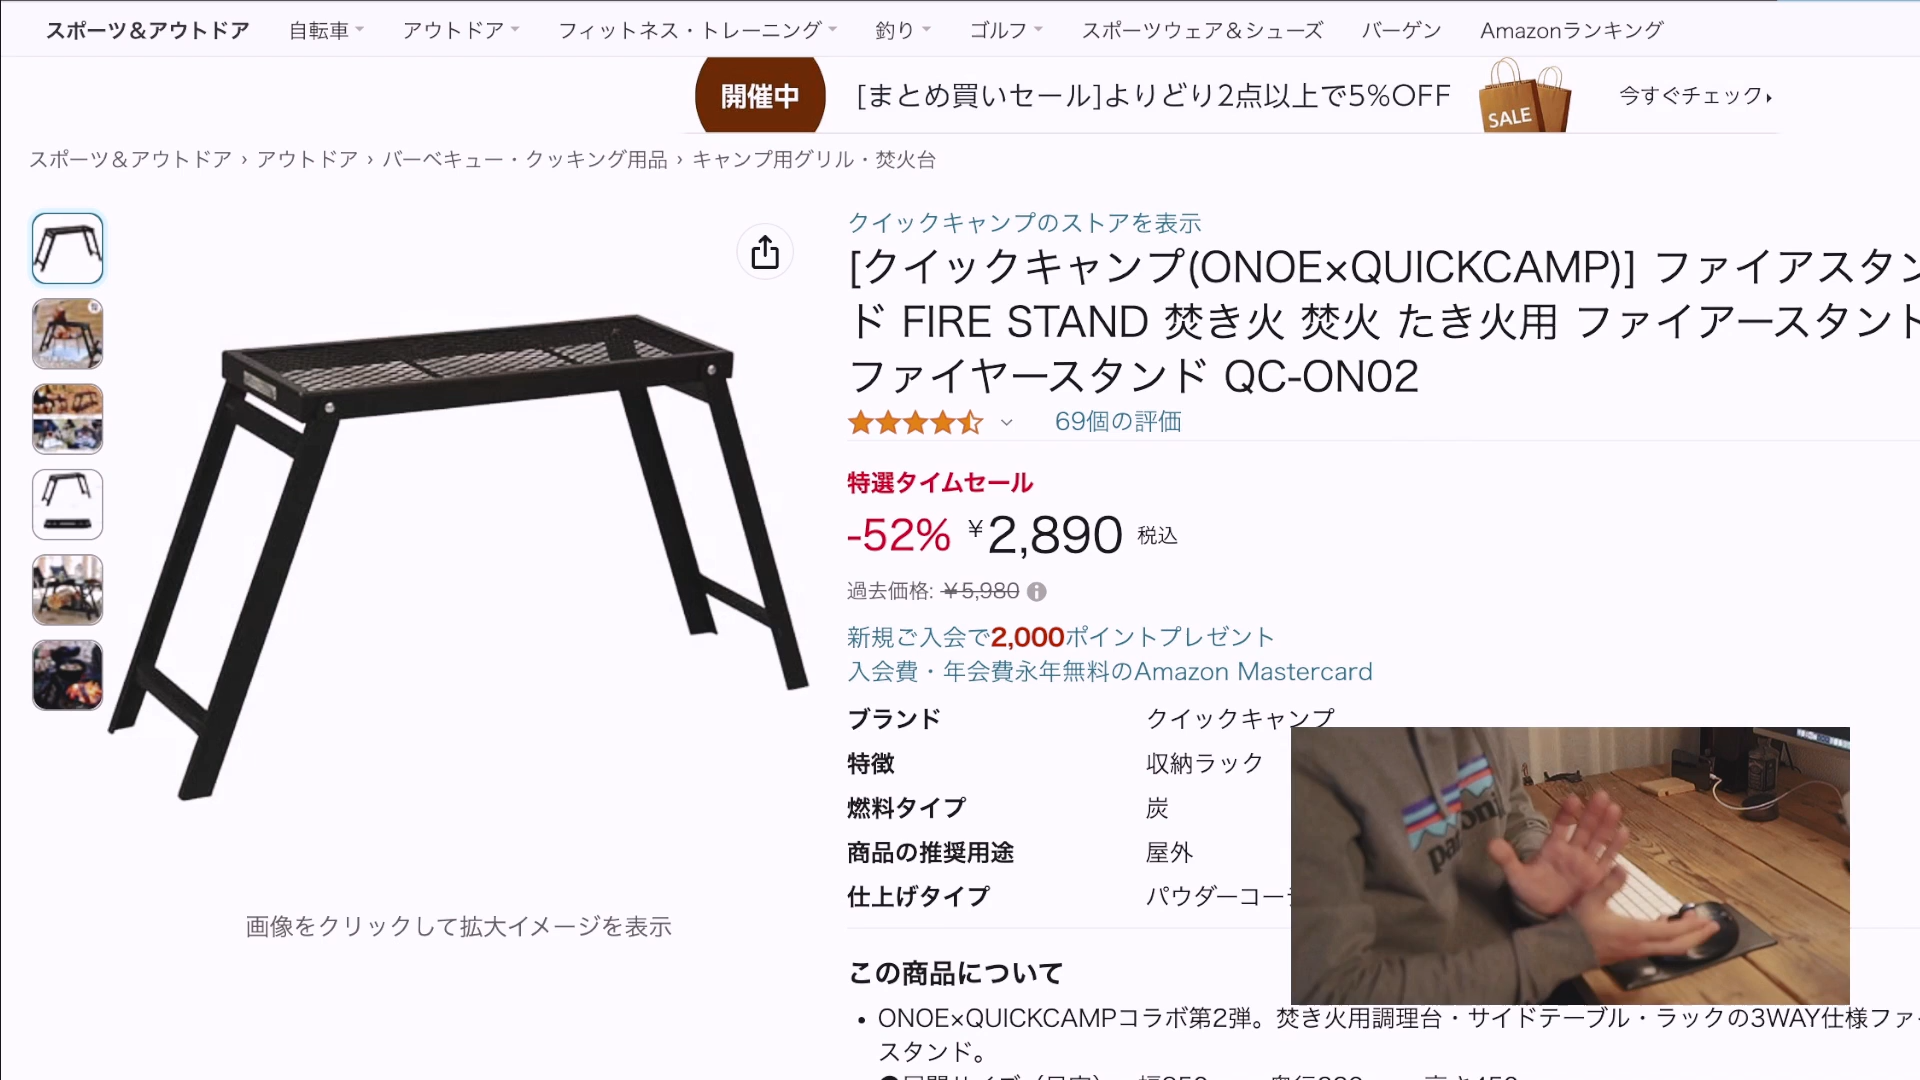 スポーツ&アウトドア 自転車 アウトドア フィットネス・トレーニング 釣り ゴルフ スポーツウェア&シューズ バーゲン Amazonランキング
開催中 [まとめ買いセール]よりどり2点以上で5%OFF SALE 今すぐチェック
スポーツ&アウトドア › アウトドア › バーベキュー・クッキング用品 › キャンプ用グリル・焚火台
クイックキャンプのストアを表示
[クイックキャンプ(ONOE×QUICKCAMP)] ファイアスタン
ド FIRE STAND 焚き火 焚火 たき火用 ファイアースタンド
ファイヤースタンド QC-ON02
69個の評価
特選タイムセール
-52% ¥2,890 税込
過去価格: ¥5,980
新規ご入会で2,000ポイントプレゼント
入会費・年会費永年無料のAmazon Mastercard
ブランド クイックキャンプ
特徴 収納ラック
燃料タイプ 炭
商品の推奨用途 屋外
仕上げタイプ パウダーコー
画像をクリックして拡大イメージを表示
この商品について
• ONOE×QUICKCAMPコラボ第2弾。焚き火用調理台・サイドテーブル・ラックの3WAY仕様ファ
スタンド。